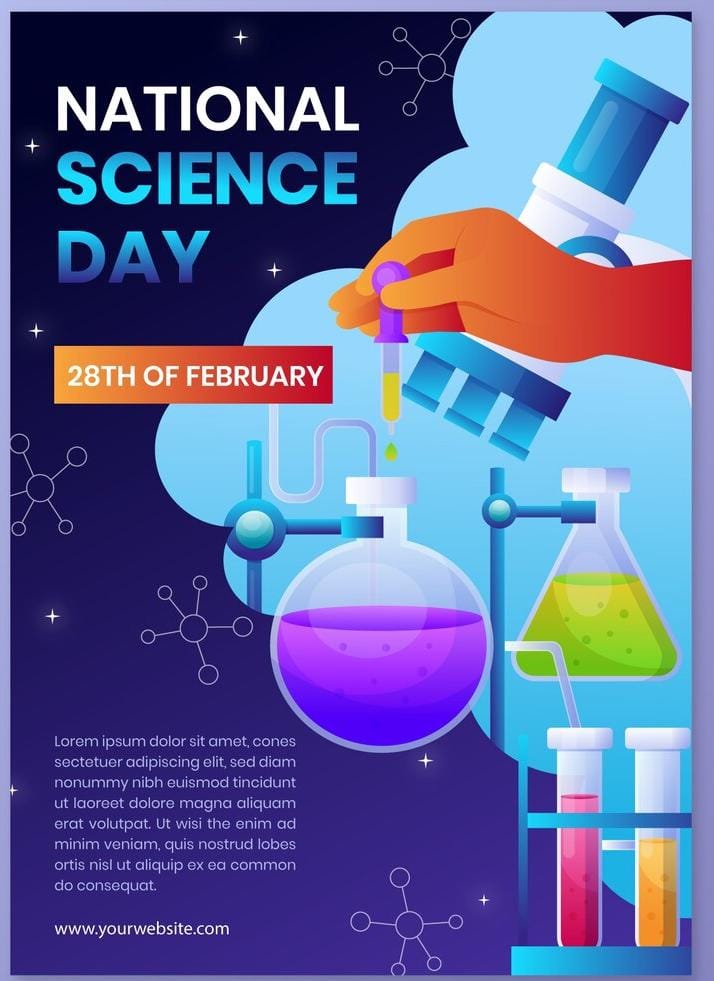 NATIONAL
SCIENCE
DAY
28TH OF FEBRUARY
Lorem ipsum dolor sit amet, cones
sectetuer adipiscing elit, sed diam
nonummy nibh euismod tincidunt
ut laoreet dolore magna aliquam
erat volutpat. Ut wisi the enim ad
minim veniam, quis nostrud lobes
ortis nisl ut aliquip ex ea common
do consequat.
www.yourwebsite.com